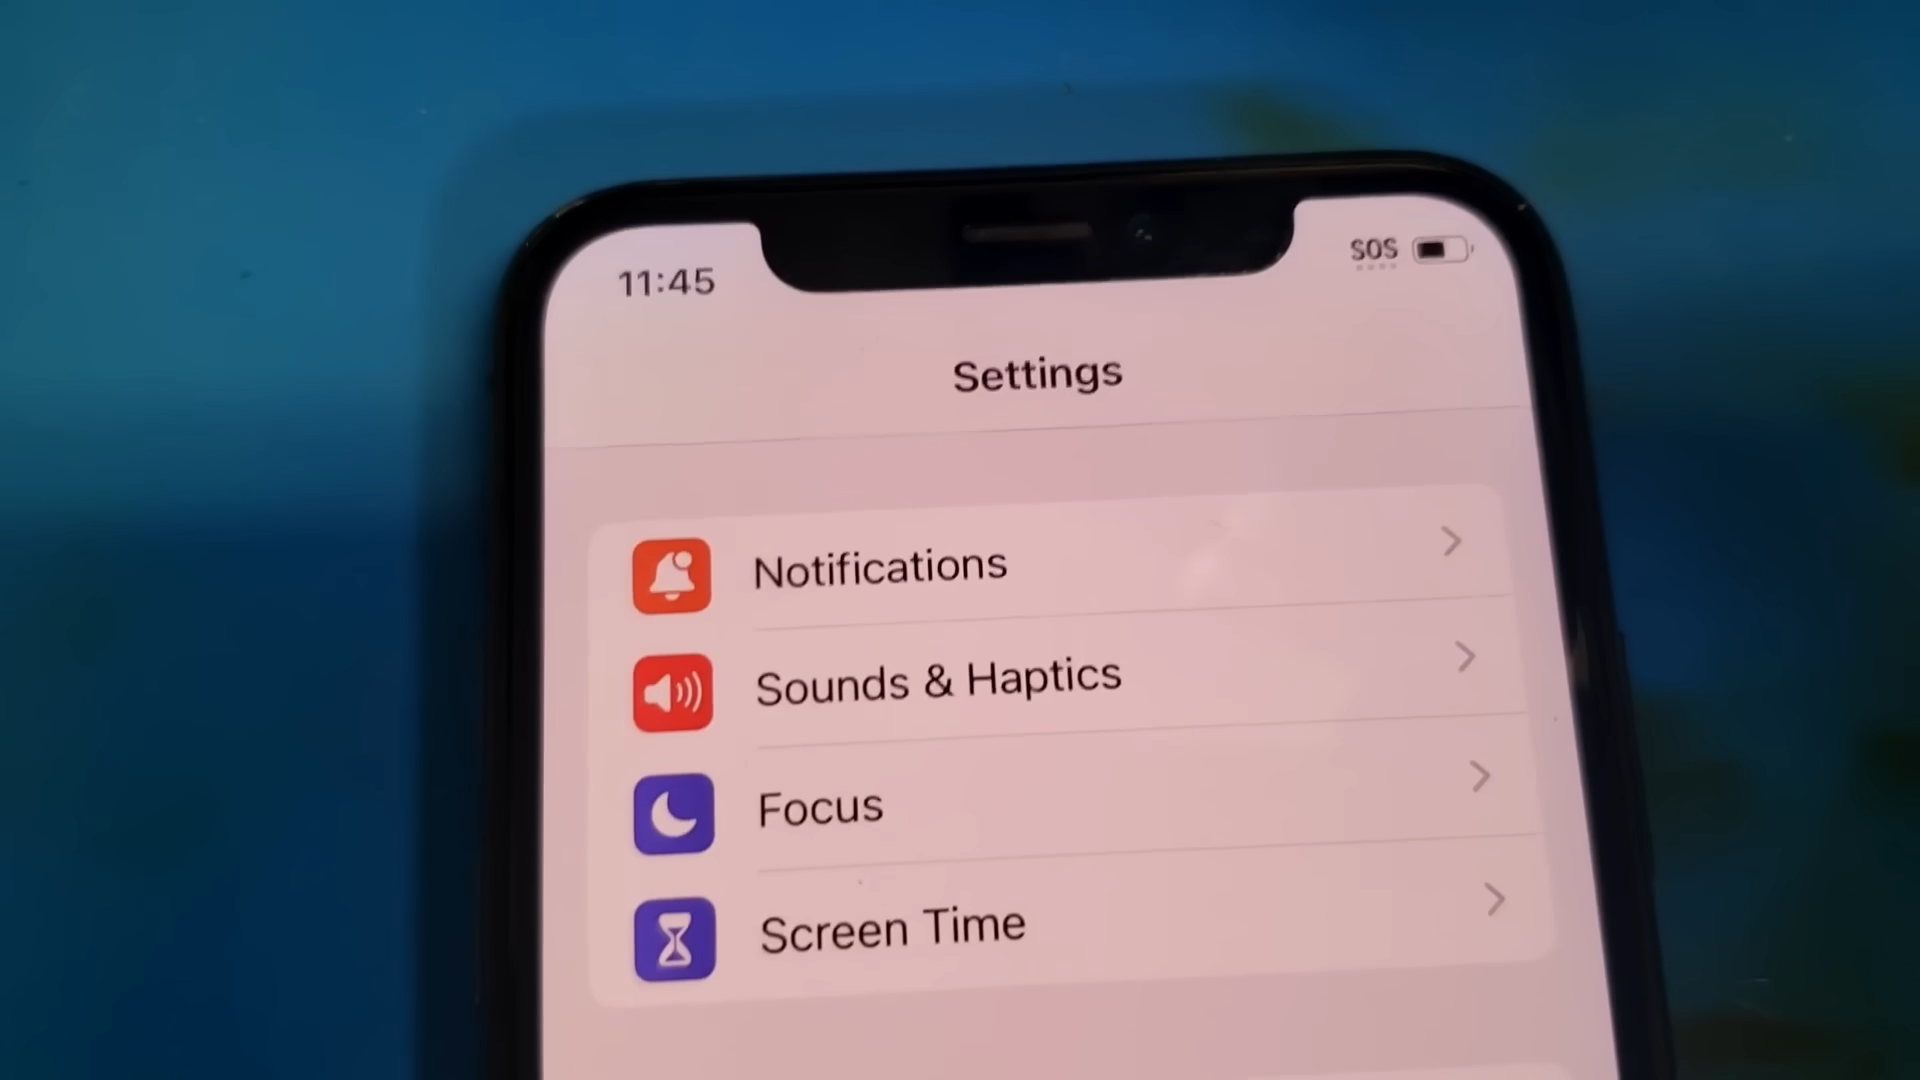 11:45
SOS
Settings
Notifications
Sounds & Haptics
Focus
Screen Time